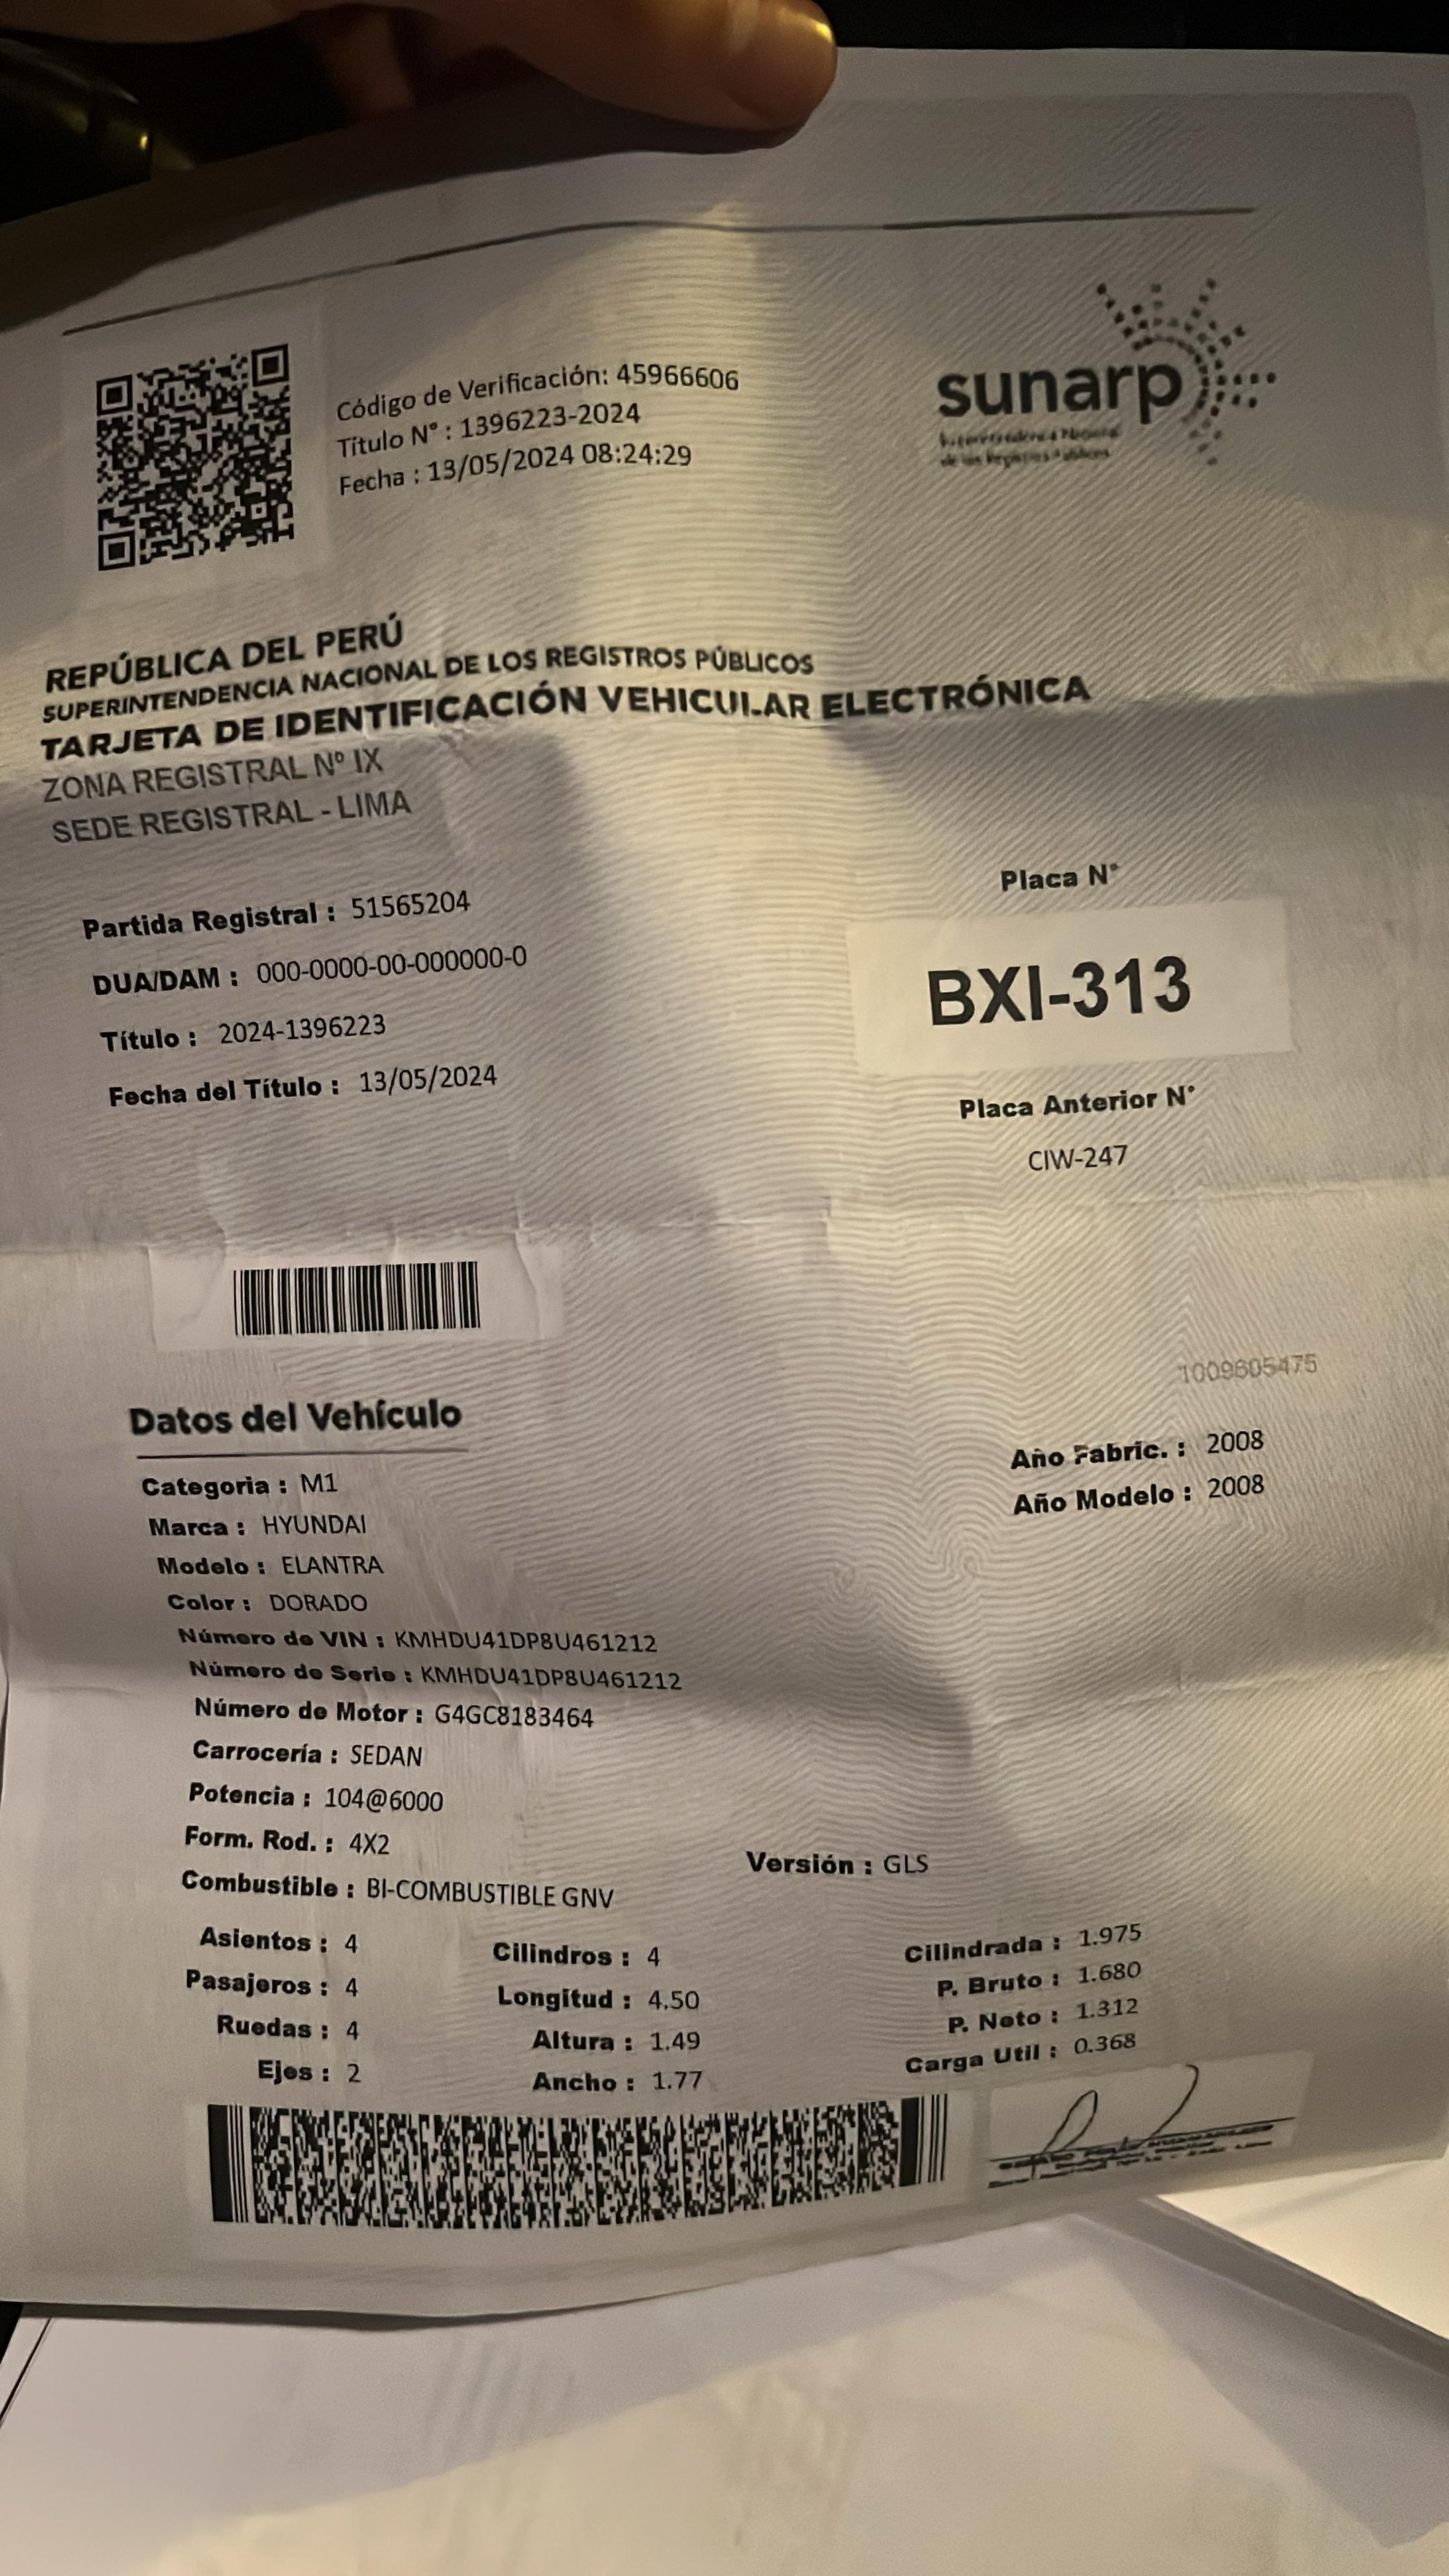 Código de Verificación: 45966606
Título N° : 1396223-2024
Fecha : 13/05/2024 08:24:29
sunarp
Superintendencia Nacional
de los Registros Públicos
REPÚBLICA DEL PERÚ
SUPERINTENDENCIA NACIONAL DE LOS REGISTROS PÚBLICOS
TARJETA DE IDENTIFICACIÓN VEHICULAR ELECTRÓNICA
ZONA REGISTRAL Nº IX
SEDE REGISTRAL - LIMA
Partida Registral : 51565204
DUA/DAM : 000-0000-00-000000-0
Título : 2024-1396223
Fecha del Título : 13/05/2024
Placa N°
BXI-313
Placa Anterior N°
CIW-247
1009605475
Datos del Vehículo
Categoria : M1
Año Fabric. : 2008
Marca : HYUNDAI
Año Modelo : 2008
Modelo : ELANTRA
Color : DORADO
Número de VIN : KMHDU41DP8U461212
Número de Serie : KMHDU41DP8U461212
Número de Motor : G4GC8183464
Carrocería : SEDAN
Potencia : 104@6000
Form. Rod. : 4X2
Versión : GLS
Combustible : BI-COMBUSTIBLE GNV
Asientos : 4 Cilindros : 4 Cilindrada : 1.975
Pasajeros : 4 Longitud : 4.50 P. Bruto : 1.680
Ruedas : 4 Altura : 1.49 P. Neto : 1.312
Ejes : 2 Ancho : 1.77 Carga Util : 0.368